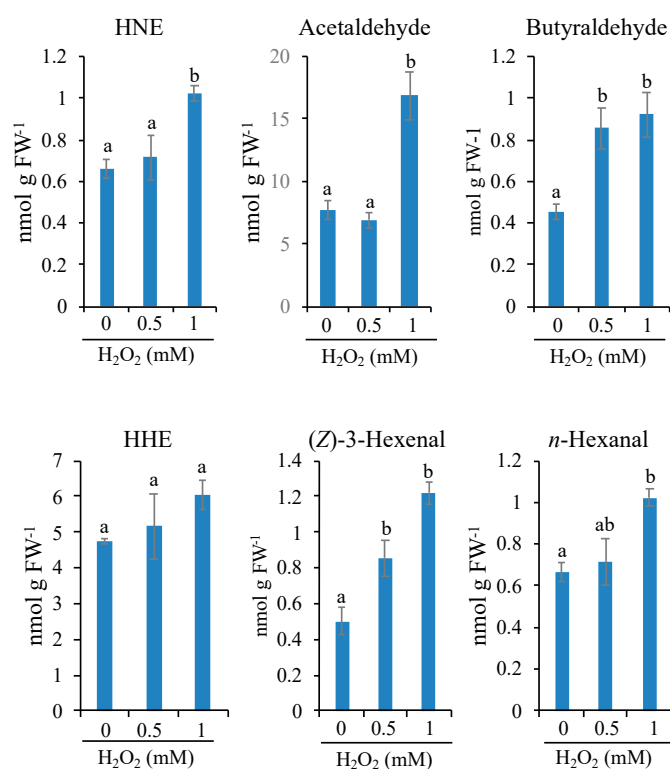 HNE
1.2
1
0.8
0.6
0.4
0.2
0
nmol g FW⁻¹
a
a
b
0 0.5 1
H₂O₂ (mM)
Acetaldehyde
20
15
10
5
0
nmol g FW⁻¹
a
a
b
0 0.5 1
H₂O₂ (mM)
Butyraldehyde
1.2
1
0.8
0.6
0.4
0.2
0
nmol g FW-1
a
b
b
0 0.5 1
H₂O₂ (mM)
HHE
7
6
5
4
3
2
1
0
nmol g FW⁻¹
a
a
a
0 0.5 1
H₂O₂ (mM)
(Z)-3-Hexenal
1.4
1.2
1
0.8
0.6
0.4
0.2
0
nmol g FW⁻¹
a
b
b
0 0.5 1
H₂O₂ (mM)
n-Hexanal
1.2
1
0.8
0.6
0.4
0.2
0
nmol g FW⁻¹
a
ab
b
0 0.5 1
H₂O₂ (mM)